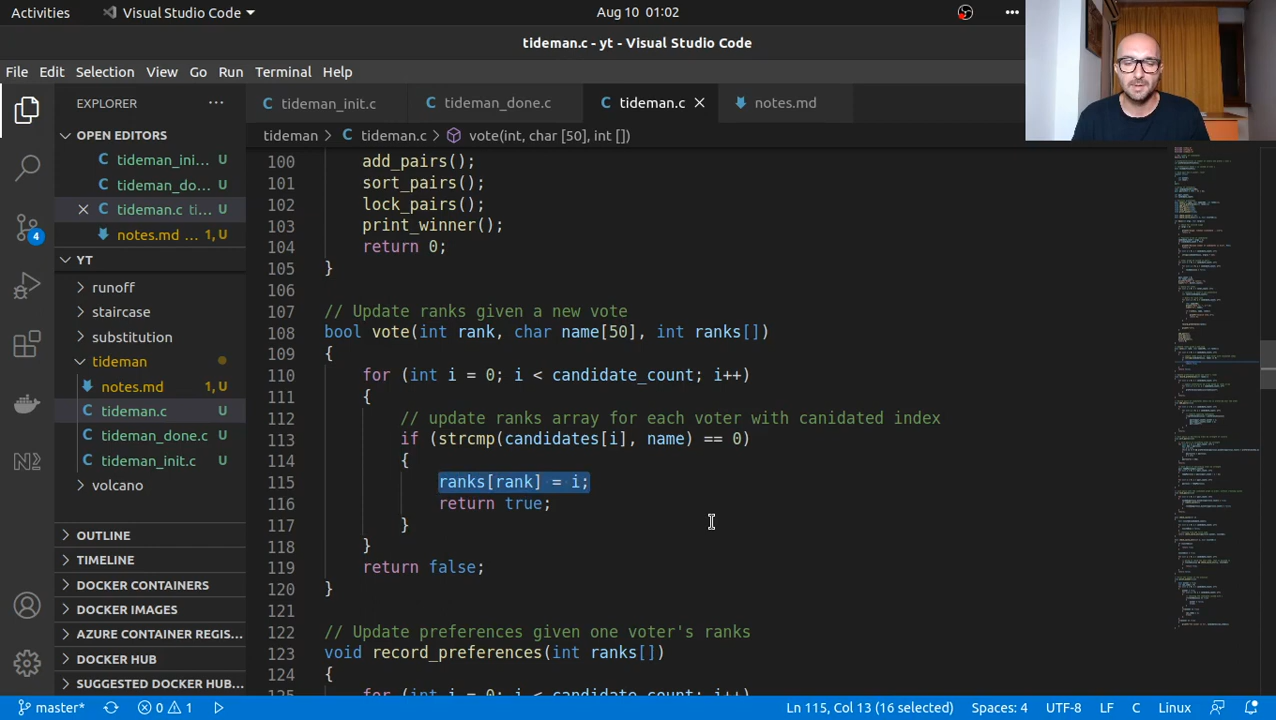 Activities
Visual Studio Code
Aug 10 01:02
tideman.c - yt - Visual Studio Code
File Edit Selection View Go Run Terminal Help
EXPLORER
OPEN EDITORS
tideman_ini... U
tideman_do... U
tideman.c ti... U
notes.md ... 1,U
YT
runoff
staircase
substitution
tideman
notes.md 1,U
tideman.c U
tideman_done.c U
tideman_init.c U
volcano
OUTLINE
TIMELINE
DOCKER CONTAINERS
DOCKER IMAGES
AZURE CONTAINER REGIS...
DOCKER HUB
SUGGESTED DOCKER HUB...
4
tideman_init.c tideman_done.c tideman.c notes.md
tideman > tideman.c > vote(int, char [50], int [])
100 add_pairs();
101 sort_pairs();
102 lock_pairs();
103 print_winner();
104 return 0;
105 }
106
107 // Update ranks given a new vote
108 bool vote(int rank, char name[50], int ranks[])
109 {
110 for (int i = 0; i < candidate_count; i++)
111 {
112 // update ranks array for each voter with canidated index
113 if (strcmp(candidates[i], name) == 0)
114 {
115 ranks[rank] = i;
116 return true;
117 }
118 }
119 return false;
120 }
121
122 // Update preferences given one voter's ranks
123 void record_preferences(int ranks[])
124 {
125 for (int i = 0; i < candidate_count; i++)
master* 0 1 Ln 115, Col 13 (16 selected) Spaces: 4 UTF-8 LF C Linux